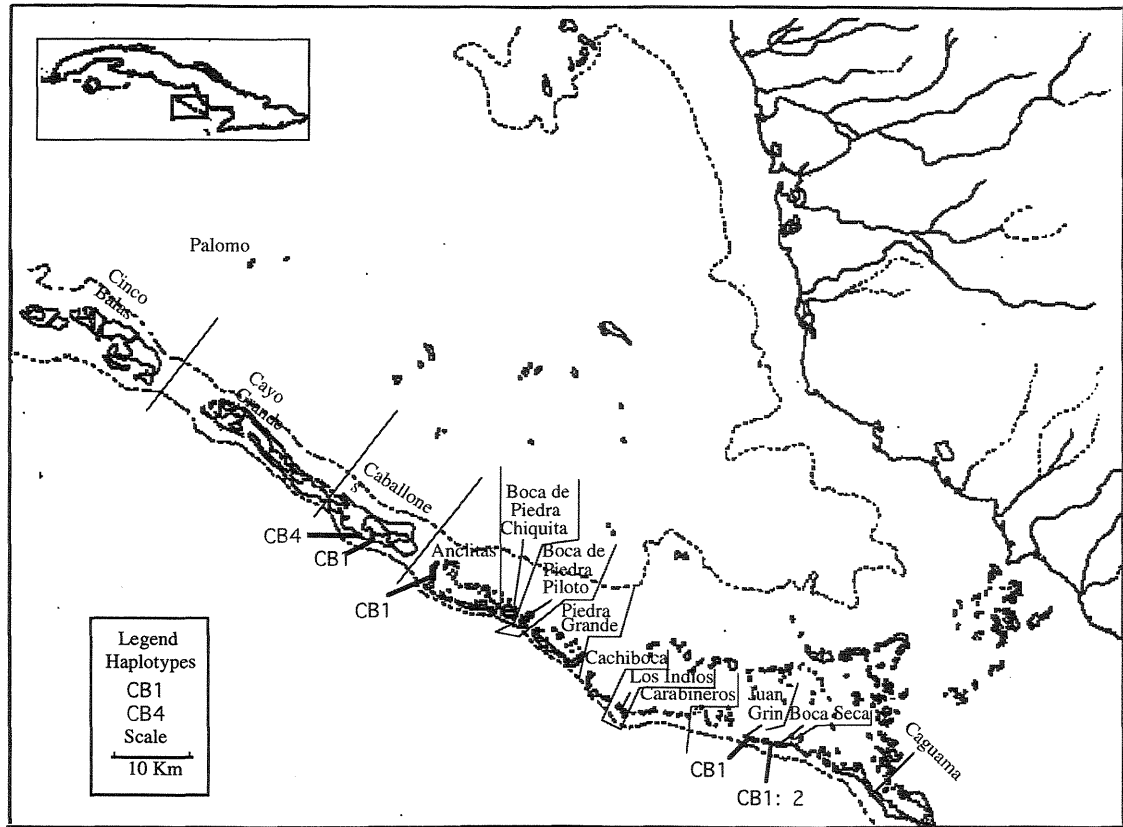 Palomo
Cinco
Balas
Cayo
Grande
Caballone
s
CB4
CB1
Anclitas
CB1
Boca de
Piedra
Chiquita
Boca de
Piedra
Piloto
Piedra
Grande
Cachiboca
Los Indios
Carabineros
Juan
Grin
Boca Seca
CB1
CB1: 2
Caguama
Legend
Haplotypes
CB1
CB4
Scale
10 Km